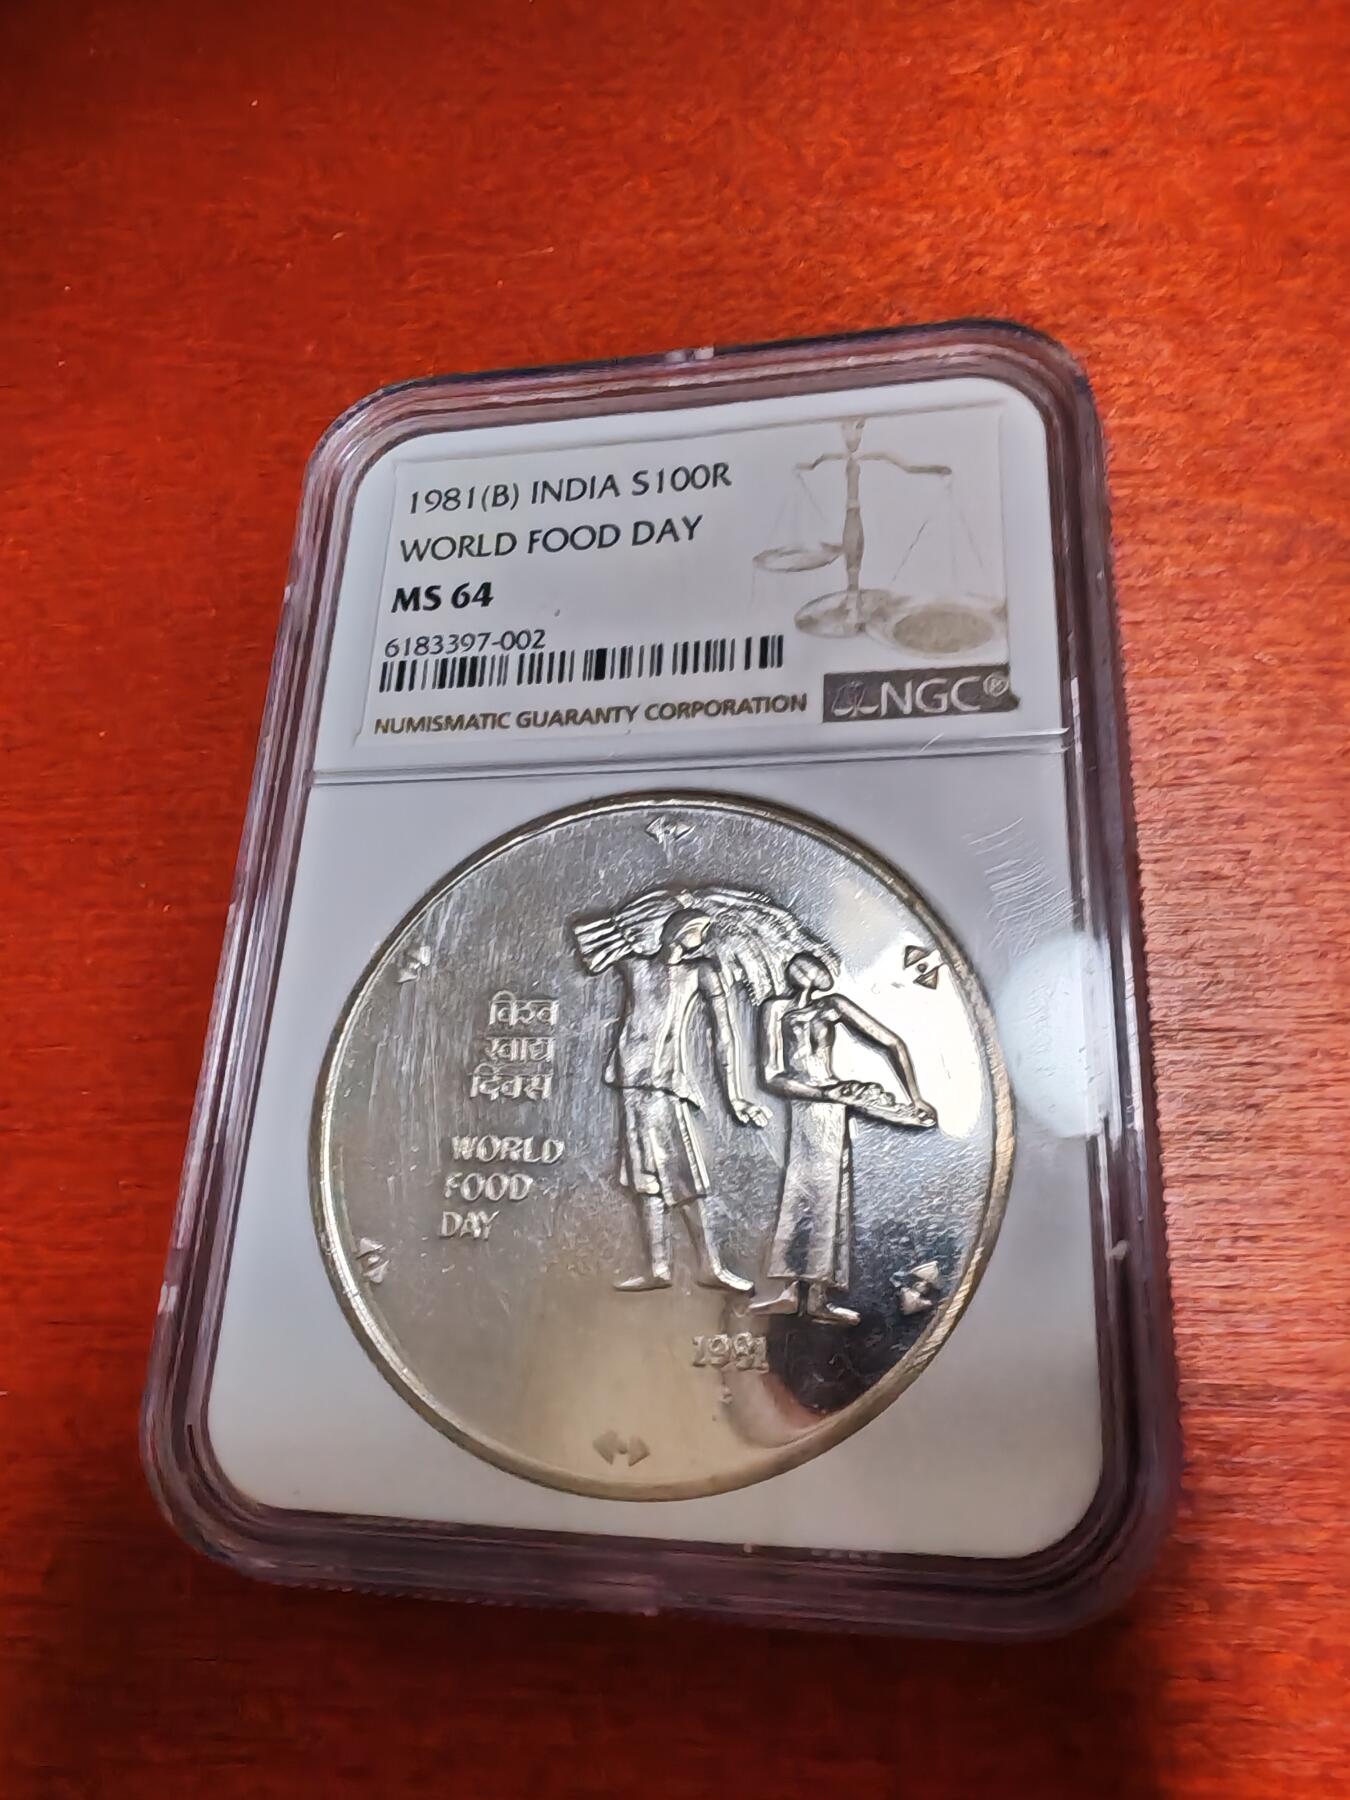 1981(B) INDIA S100R
WORLD FOOD DAY
MS 64
6183397-002
NUMISMATIC GUARANTY CORPORATION
NGC®
विश्व
खाद्य
दिवस
WORLD
FOOD
DAY
1981